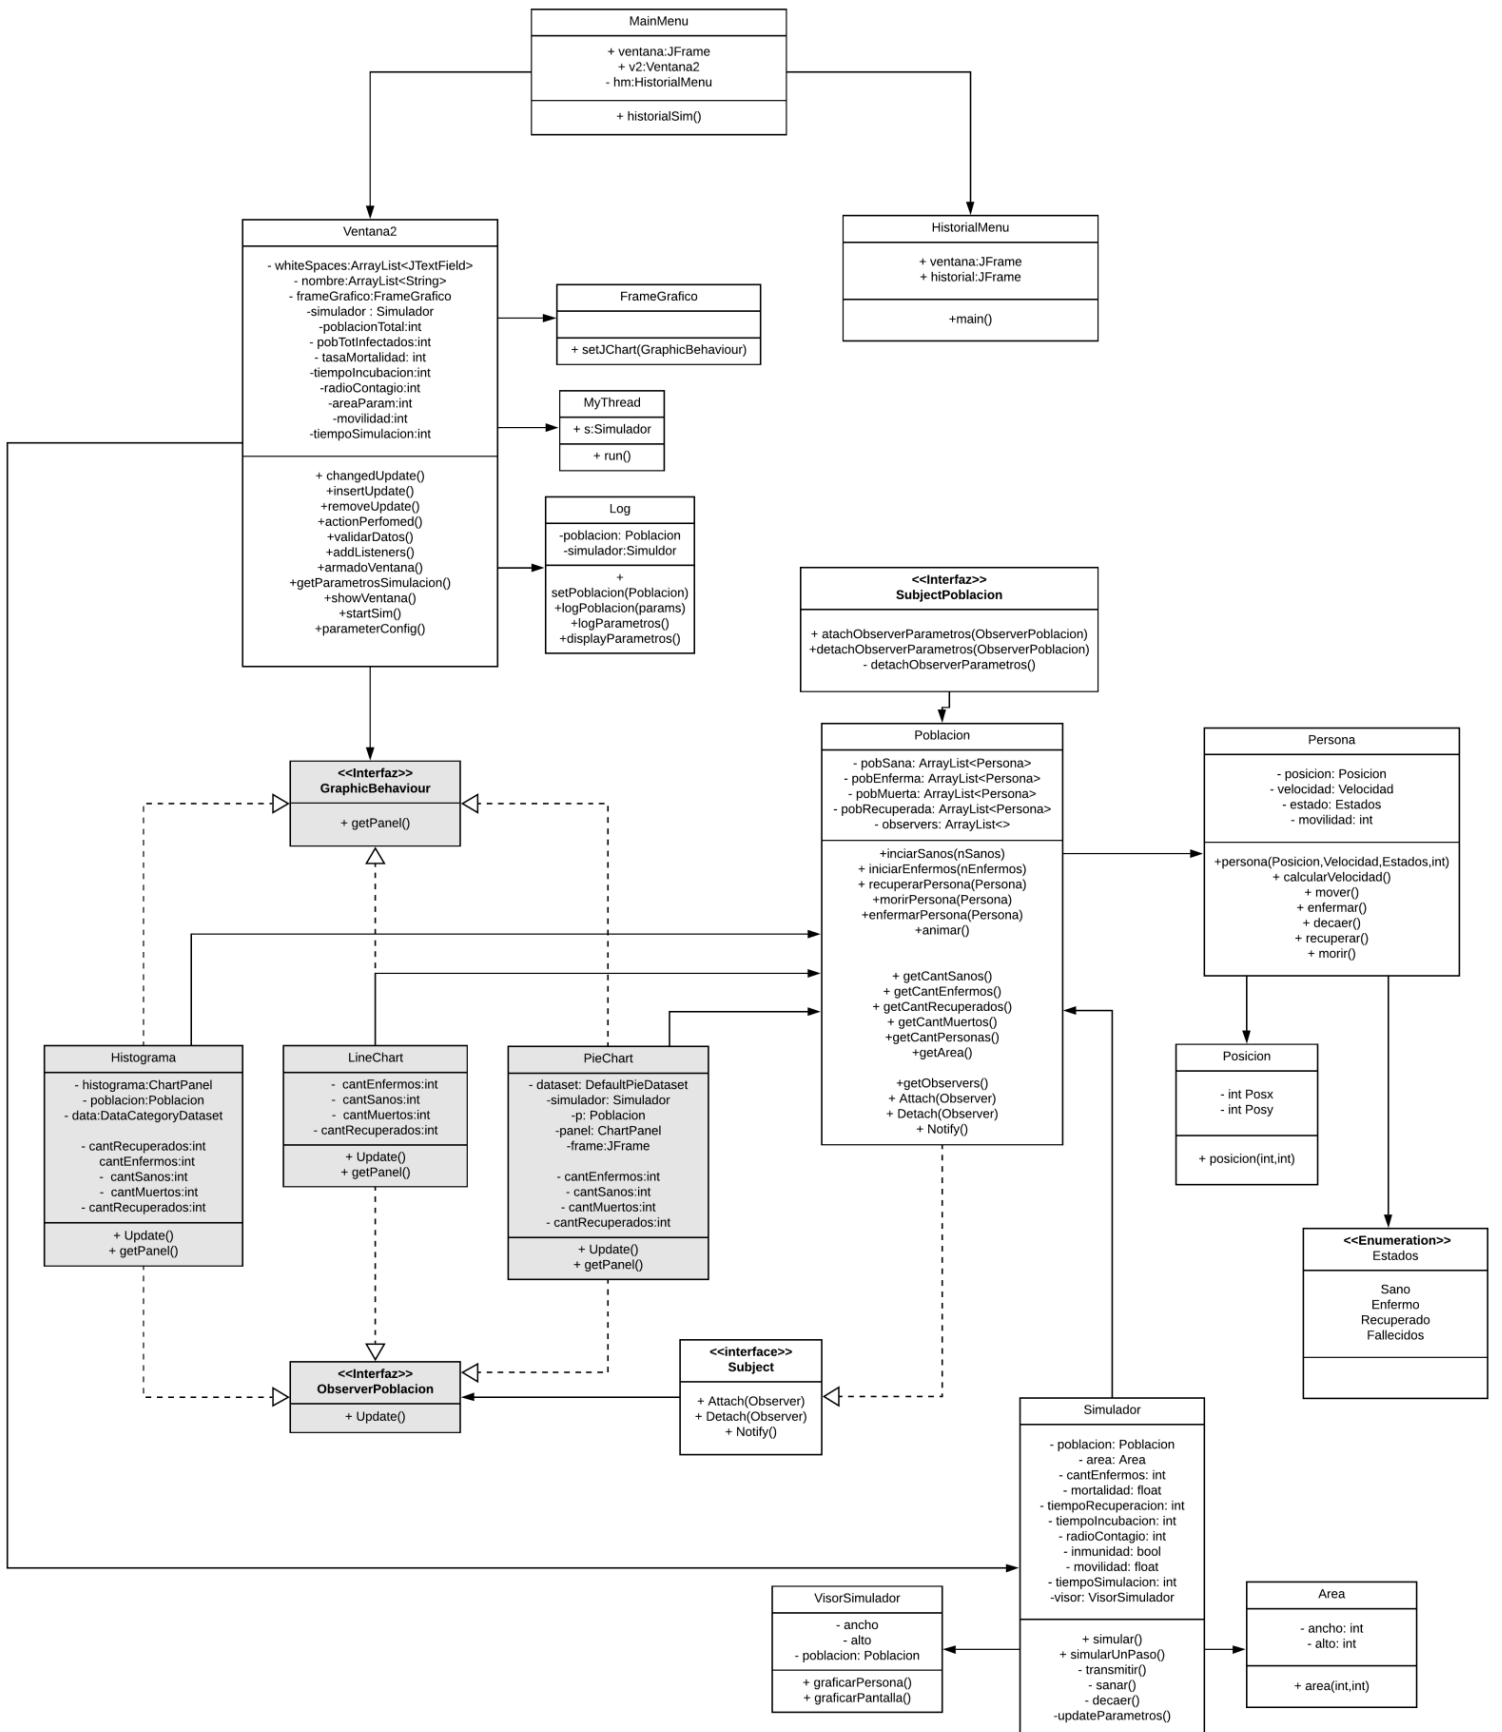 MainMenu
+ ventana:JFrame
+ v2:Ventana2
- hm:HistorialMenu
+ historialSim()
Ventana2
- whiteSpaces:ArrayList<JTextField>
- nombre:ArrayList<String>
- frameGrafico:FrameGrafico
-simulador : Simulador
-poblacionTotal:int
- pobTotInfectados:int
- tasaMortalidad: int
-tiempoIncubacion:int
-radioContagio:int
-areaParam:int
-movilidad:int
-tiempoSimulacion:int
+ changedUpdate()
+insertUpdate()
+removeUpdate()
+actionPerfomed()
+validarDatos()
+addListeners()
+armadoVentana()
+getParametrosSimulacion()
+showVentana()
+startSim()
+parameterConfig()
HistorialMenu
+ ventana:JFrame
+ historial:JFrame
+main()
FrameGrafico
+ setJChart(GraphicBehaviour)
MyThread
+ s:Simulador
+ run()
Log
-poblacion: Poblacion
-simulador:Simuldor
+
setPoblacion(Poblacion)
+logPoblacion(params)
+logParametros()
+displayParametros()
<<Interfaz>>
SubjectPoblacion
+ atachObserverParametros(ObserverPoblacion)
+detachObserverParametros(ObserverPoblacion)
- detachObserverParametros()
<<Interfaz>>
GraphicBehaviour
+ getPanel()
Poblacion
- pobSana: ArrayList<Persona>
- pobEnferma: ArrayList<Persona>
- pobMuerta: ArrayList<Persona>
- pobRecuperada: ArrayList<Persona>
- observers: ArrayList<>
+inciarSanos(nSanos)
+ iniciarEnfermos(nEnfermos)
+ recuperarPersona(Persona)
+morirPersona(Persona)
+enfermarPersona(Persona)
+animar()
+ getCantSanos()
+ getCantEnfermos()
+ getCantRecuperados()
+ getCantMuertos()
+getCantPersonas()
+getArea()
+getObservers()
+ Attach(Observer)
+ Detach(Observer)
+ Notify()
Persona
- posicion: Posicion
- velocidad: Velocidad
- estado: Estados
- movilidad: int
+persona(Posicion,Velocidad,Estados,int)
+ calcularVelocidad()
+ mover()
+ enfermar()
+ decaer()
+ recuperar()
+ morir()
Histograma
- histograma:ChartPanel
- poblacion:Poblacion
- data:DataCategoryDataset
- cantRecuperados:int
cantEnfermos:int
- cantSanos:int
- cantMuertos:int
- cantRecuperados:int
+ Update()
+ getPanel()
LineChart
- cantEnfermos:int
- cantSanos:int
- cantMuertos:int
- cantRecuperados:int
+ Update()
+ getPanel()
PieChart
- dataset: DefaultPieDataset
-simulador: Simulador
-p: Poblacion
-panel: ChartPanel
-frame:JFrame
- cantEnfermos:int
- cantSanos:int
- cantMuertos:int
- cantRecuperados:int
+ Update()
+ getPanel()
Posicion
- int Posx
- int Posy
+ posicion(int,int)
<<Enumeration>>
Estados
Sano
Enfermo
Recuperado
Fallecidos
<<Interfaz>>
ObserverPoblacion
+ Update()
<<interface>>
Subject
+ Attach(Observer)
+ Detach(Observer)
+ Notify()
Simulador
- poblacion: Poblacion
- area: Area
- cantEnfermos: int
- mortalidad: float
- tiempoRecuperacion: int
- tiempoIncubacion: int
- radioContagio: int
- inmunidad: bool
- movilidad: float
- tiempoSimulacion: int
-visor: VisorSimulador
+ simular()
+ simularUnPaso()
- transmitir()
- sanar()
- decaer()
-updateParametros()
VisorSimulador
- ancho
- alto
- poblacion: Poblacion
+ graficarPersona()
+ graficarPantalla()
Area
- ancho: int
- alto: int
+ area(int,int)